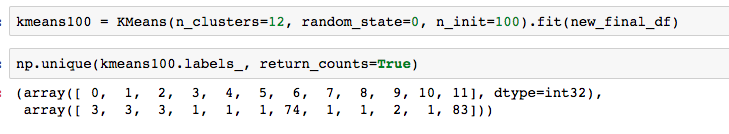 kmeans100 = KMeans(n_clusters=12, random_state=0, n_init=100).fit(new_final_df)
np.unique(kmeans100.labels_, return_counts=True)
(array([ 0, 1, 2, 3, 4, 5, 6, 7, 8, 9, 10, 11], dtype=int32),
array([ 3, 3, 3, 1, 1, 1, 74, 1, 1, 2, 1, 83]))